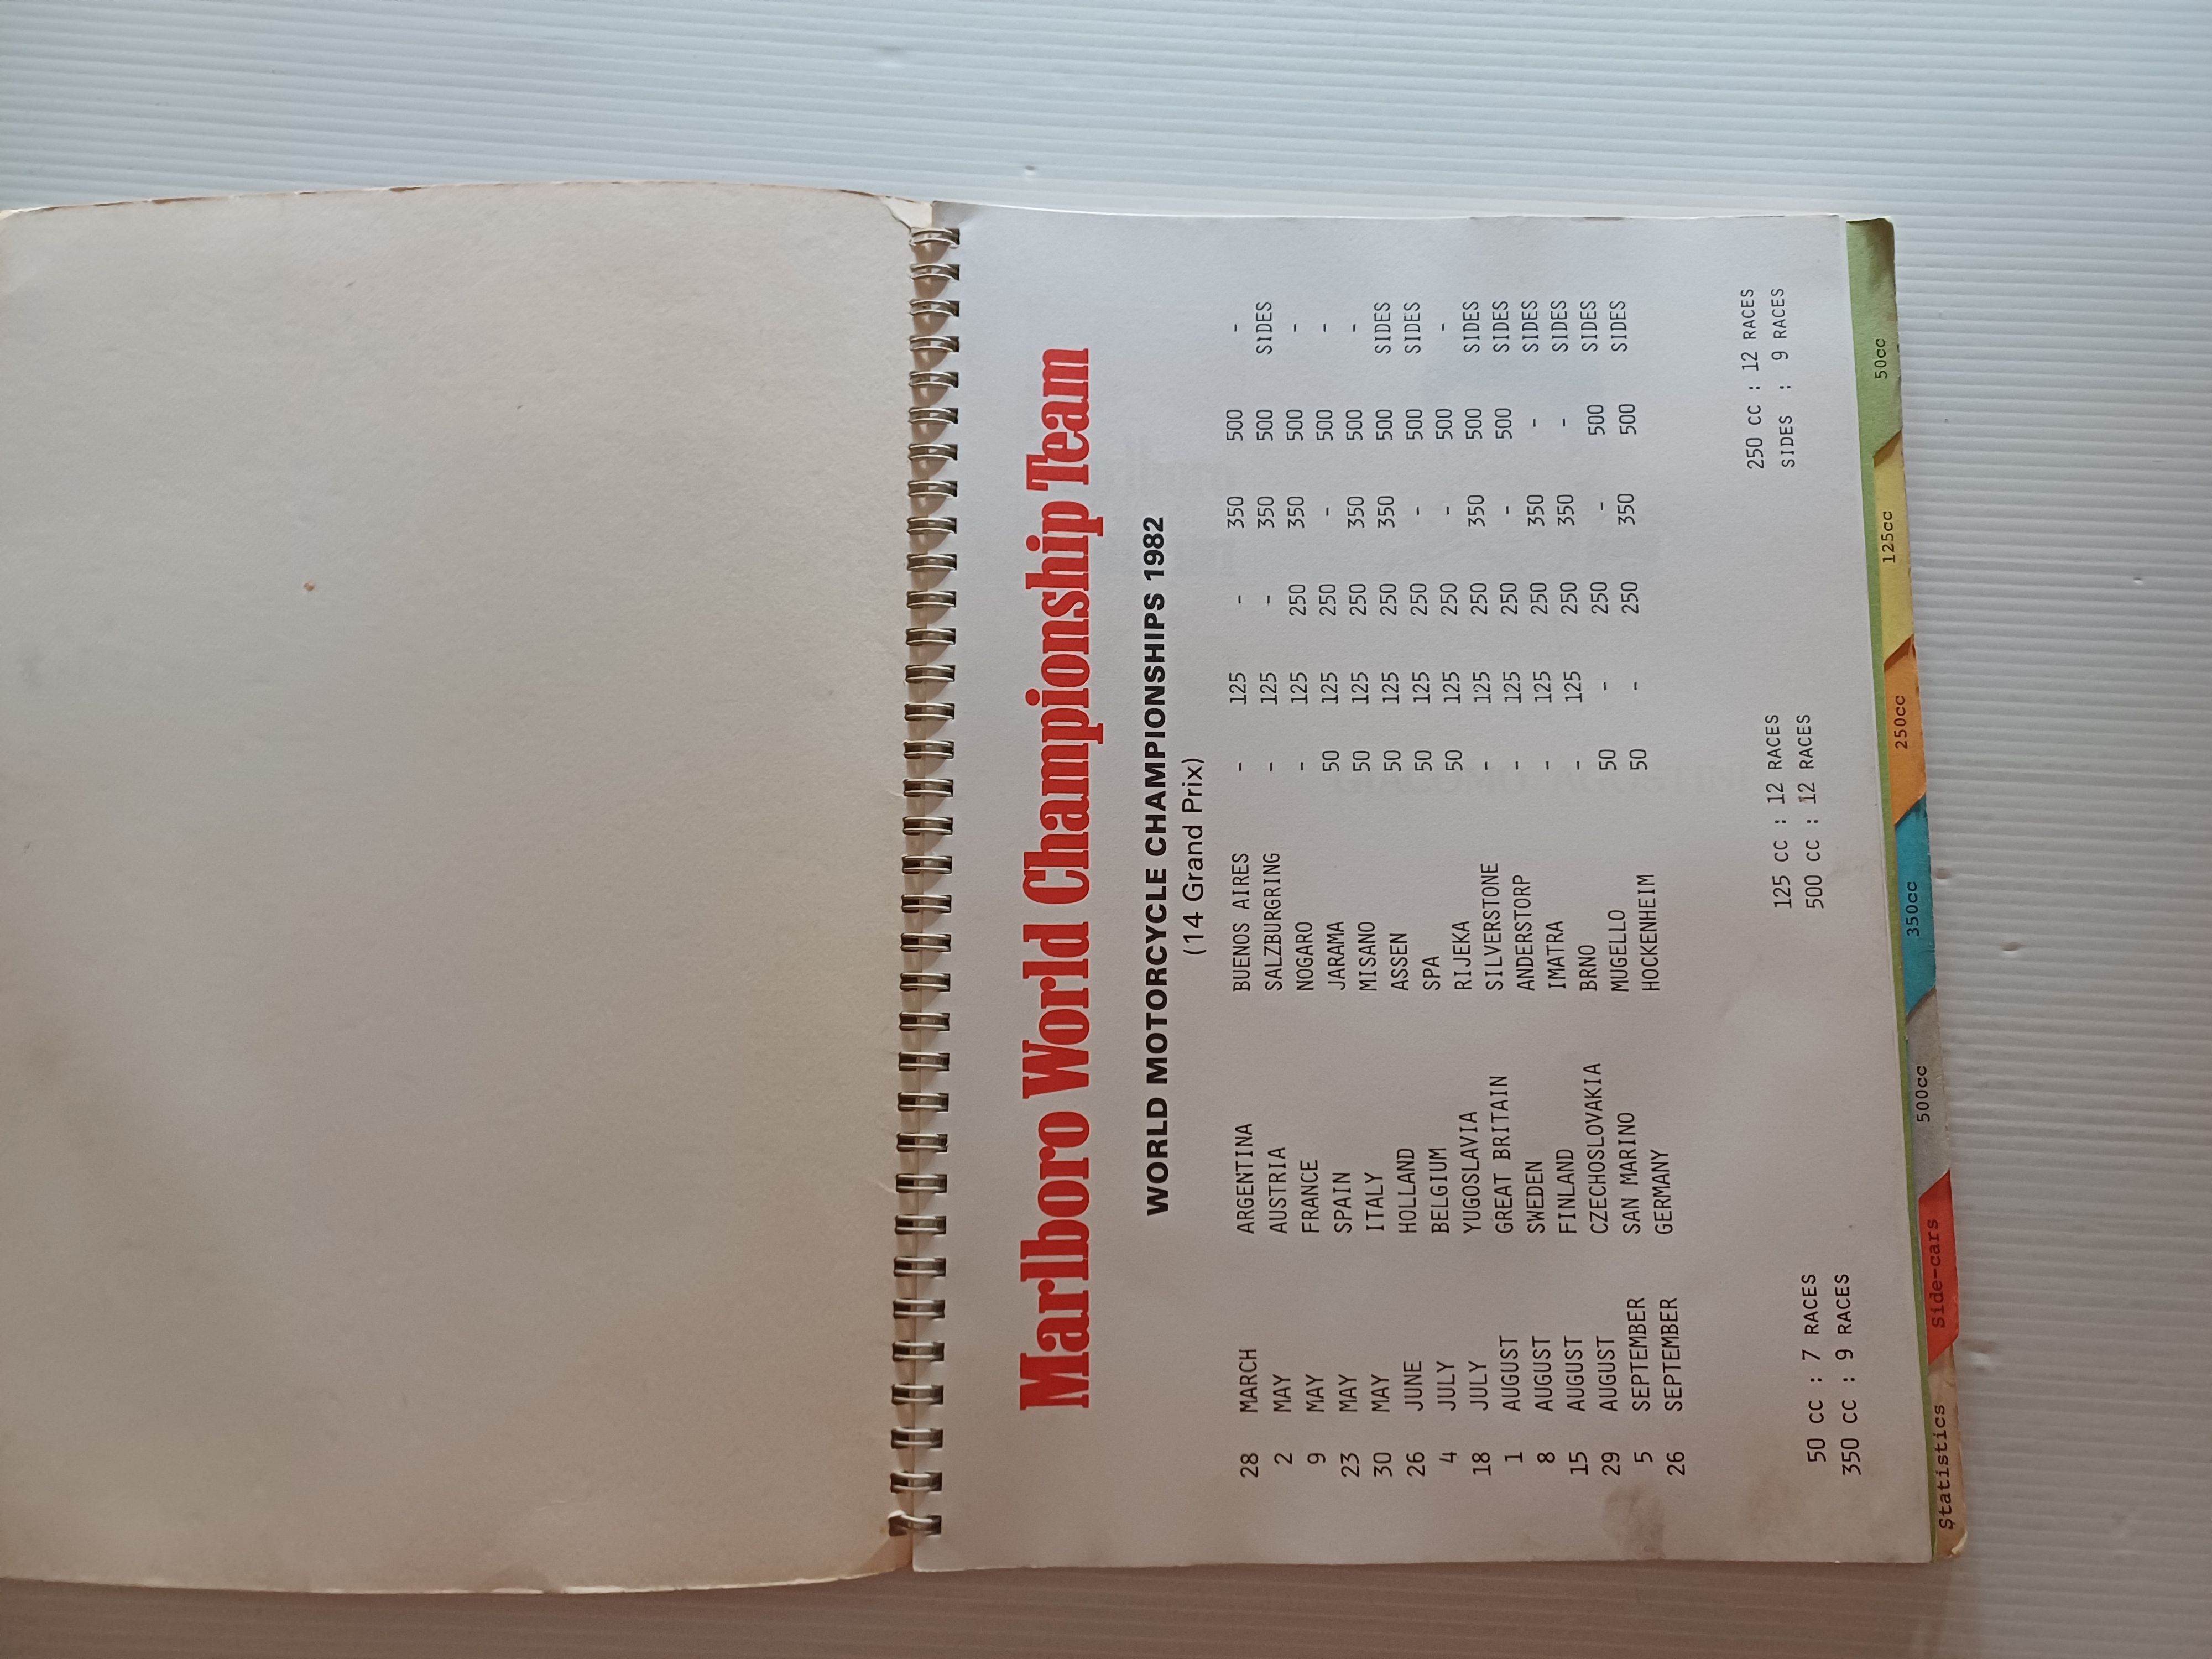 Marlboro World Championship Team
WORLD MOTORCYCLE CHAMPIONSHIPS 1982
(14 Grand Prix)
28 MARCH ARGENTINA BUENOS AIRES - 125 - 350 500 -
2 MAY AUSTRIA SALZBURGRING - 125 - 350 500 SIDES
9 MAY FRANCE NOGARO - 125 250 350 500 -
23 MAY SPAIN JARAMA 50 125 250 - 500 -
30 MAY ITALY MISANO 50 125 250 350 500 -
26 JUNE HOLLAND ASSEN 50 125 250 350 500 SIDES
4 JULY BELGIUM SPA 50 125 250 - 500 SIDES
18 JULY YUGOSLAVIA RIJEKA 50 125 250 - 500 -
1 AUGUST GREAT BRITAIN SILVERSTONE - 125 250 350 500 SIDES
8 AUGUST SWEDEN ANDERSTORP - 125 250 - 500 SIDES
15 AUGUST FINLAND IMATRA - 125 250 350 - SIDES
29 AUGUST CZECHOSLOVAKIA BRNO - 125 250 350 - SIDES
5 SEPTEMBER SAN MARINO MUGELLO 50 - 250 - 500 SIDES
26 SEPTEMBER GERMANY HOCKENHEIM 50 - 250 350 500 SIDES
50 CC : 7 RACES 125 CC : 12 RACES 250 CC : 12 RACES
350 CC : 9 RACES 500 CC : 12 RACES SIDES : 9 RACES
Statistics Side-cars 500cc 350cc 250cc 125cc 50cc